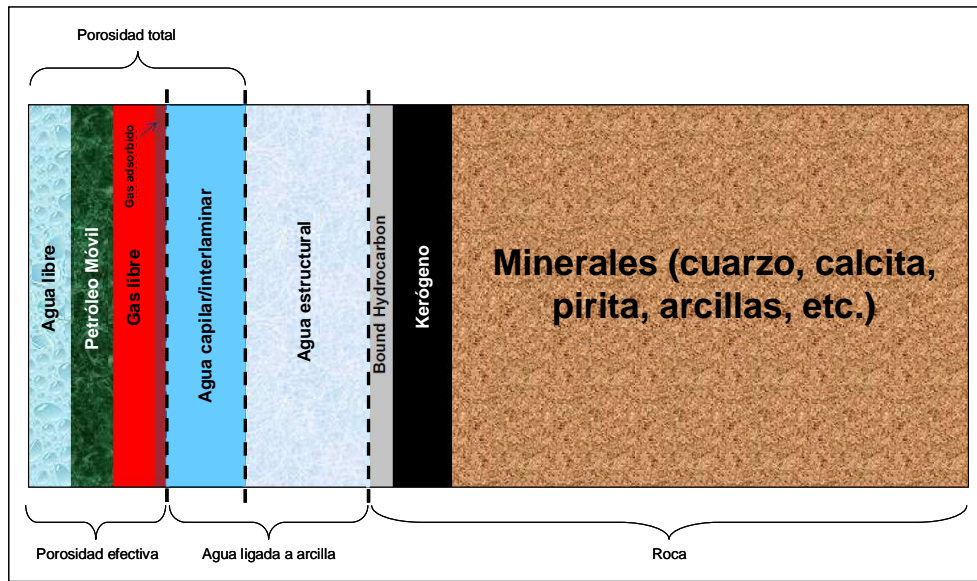 Porosidad total
Agua libre
Petróleo Móvil
Gas libre
Gas adsorbido
Agua capilar/interlaminar
Agua estructural
Bound Hydrocarbon
Kerógeno
Minerales (cuarzo, calcita,
pirita, arcillas, etc.)
Porosidad efectiva
Agua ligada a arcilla
Roca